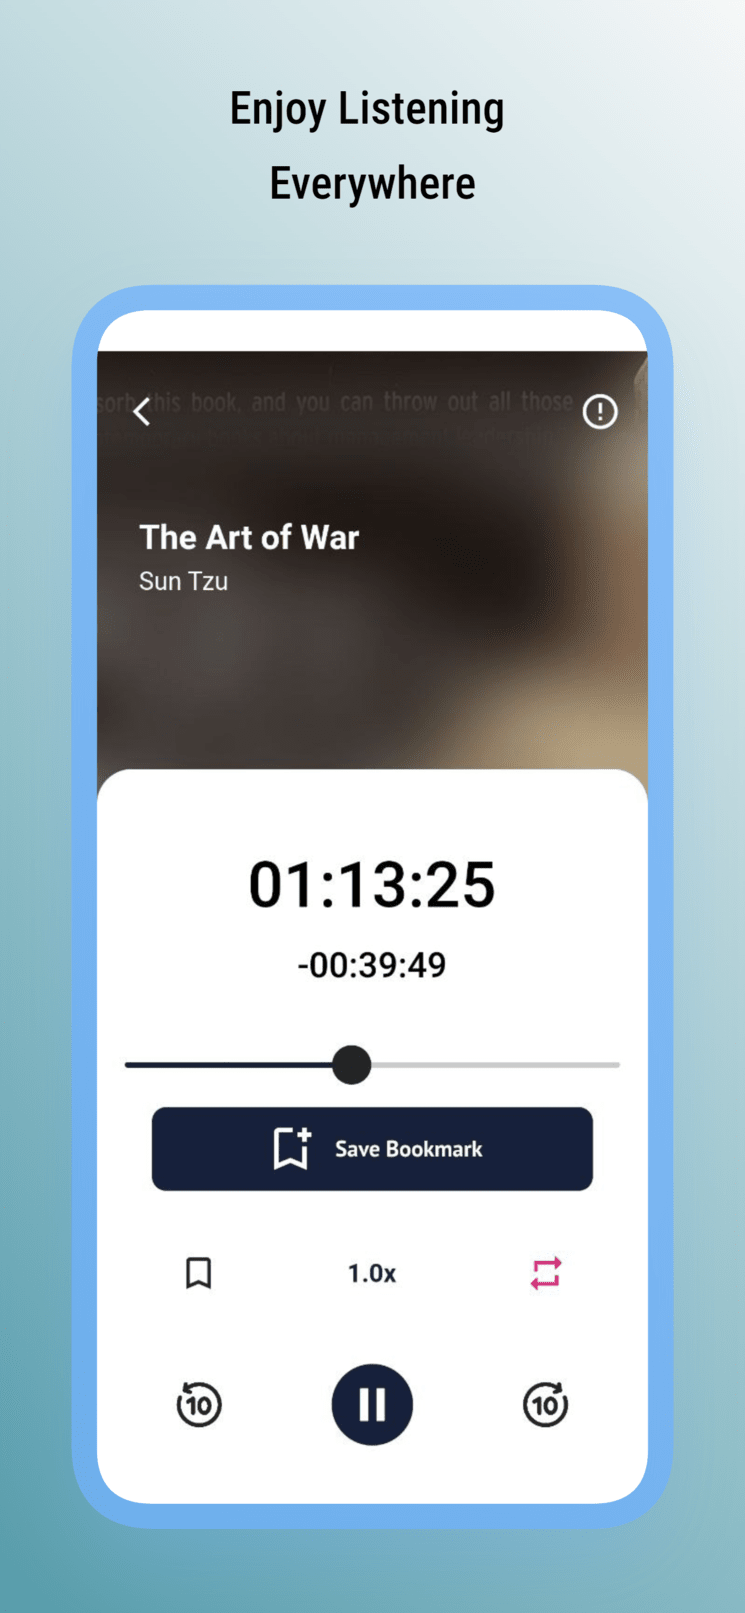 Enjoy Listening
Everywhere
sorb this book, and you can throw out all those
The Art of War
Sun Tzu
01:13:25
-00:39:49
Save Bookmark
1.0x
10
10